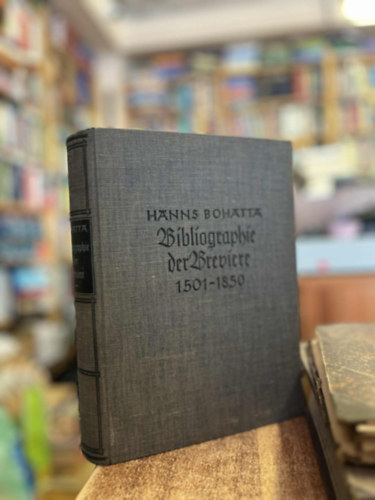 HANNS BOHATTA
Bibliographie
der Breviere
1501-1850